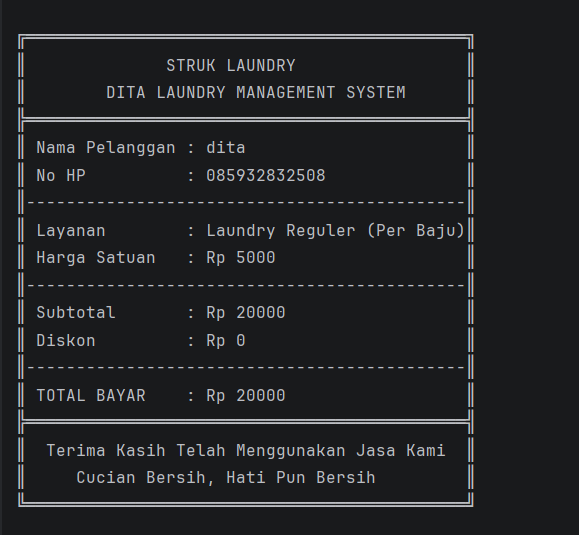 STRUK LAUNDRY
DITA LAUNDRY MANAGEMENT SYSTEM
Nama Pelanggan : dita
No HP : 085932832508
--------------------------------------------
Layanan : Laundry Reguler (Per Baju)
Harga Satuan : Rp 5000
--------------------------------------------
Subtotal : Rp 20000
Diskon : Rp 0
--------------------------------------------
TOTAL BAYAR : Rp 20000
Terima Kasih Telah Menggunakan Jasa Kami
Cucian Bersih, Hati Pun Bersih